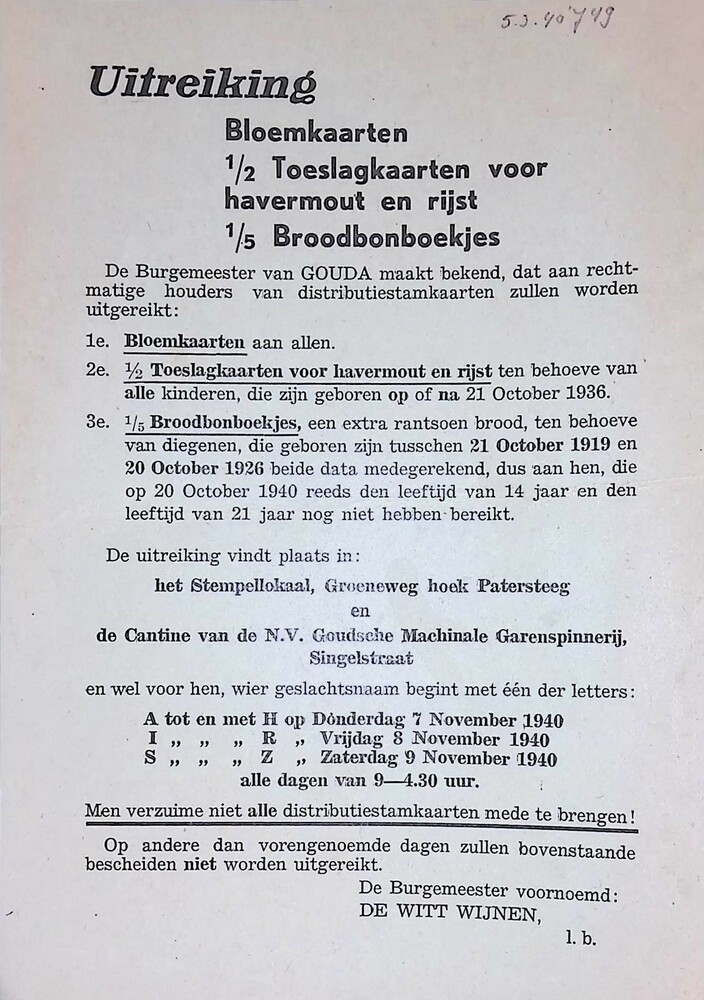 5.3.40 749
Uitreiking
Bloemkaarten
1/2 Toeslagkaarten voor
havermout en rijst
1/5 Broodbonboekjes
De Burgemeester van GOUDA maakt bekend, dat aan recht-
matige houders van distributiestamkaarten zullen worden
uitgereikt:
1e. Bloemkaarten aan allen.
2e. ½ Toeslagkaarten voor havermout en rijst ten behoeve van
alle kinderen, die zijn geboren op of na 21 October 1936.
3e. 1/5 Broodbonboekjes, een extra rantsoen brood, ten behoeve
van diegenen, die geboren zijn tusschen 21 October 1919 en
20 October 1926 beide data medegerekend, dus aan hen, die
op 20 October 1940 reeds den leeftijd van 14 jaar en den
leeftijd van 21 jaar nog niet hebben bereikt.
De uitreiking vindt plaats in:
het Stempellokaal, Groeneweg hoek Patersteeg
en
de Cantine van de N.V. Goudsche Machinale Garenspinnerij,
Singelstraat
en wel voor hen, wier geslachtsnaam begint met één der letters:
A tot en met H op Donderdag 7 November 1940
I „ „ „ R „ Vrijdag 8 November 1940
S „ „ „ Z „ Zaterdag 9 November 1940
alle dagen van 9—4.30 uur.
Men verzuime niet alle distributiestamkaarten mede te brengen!
Op andere dan vorengenoemde dagen zullen bovenstaande
bescheiden niet worden uitgereikt.
De Burgemeester voornoemd:
DE WITT WIJNEN,
l. b.